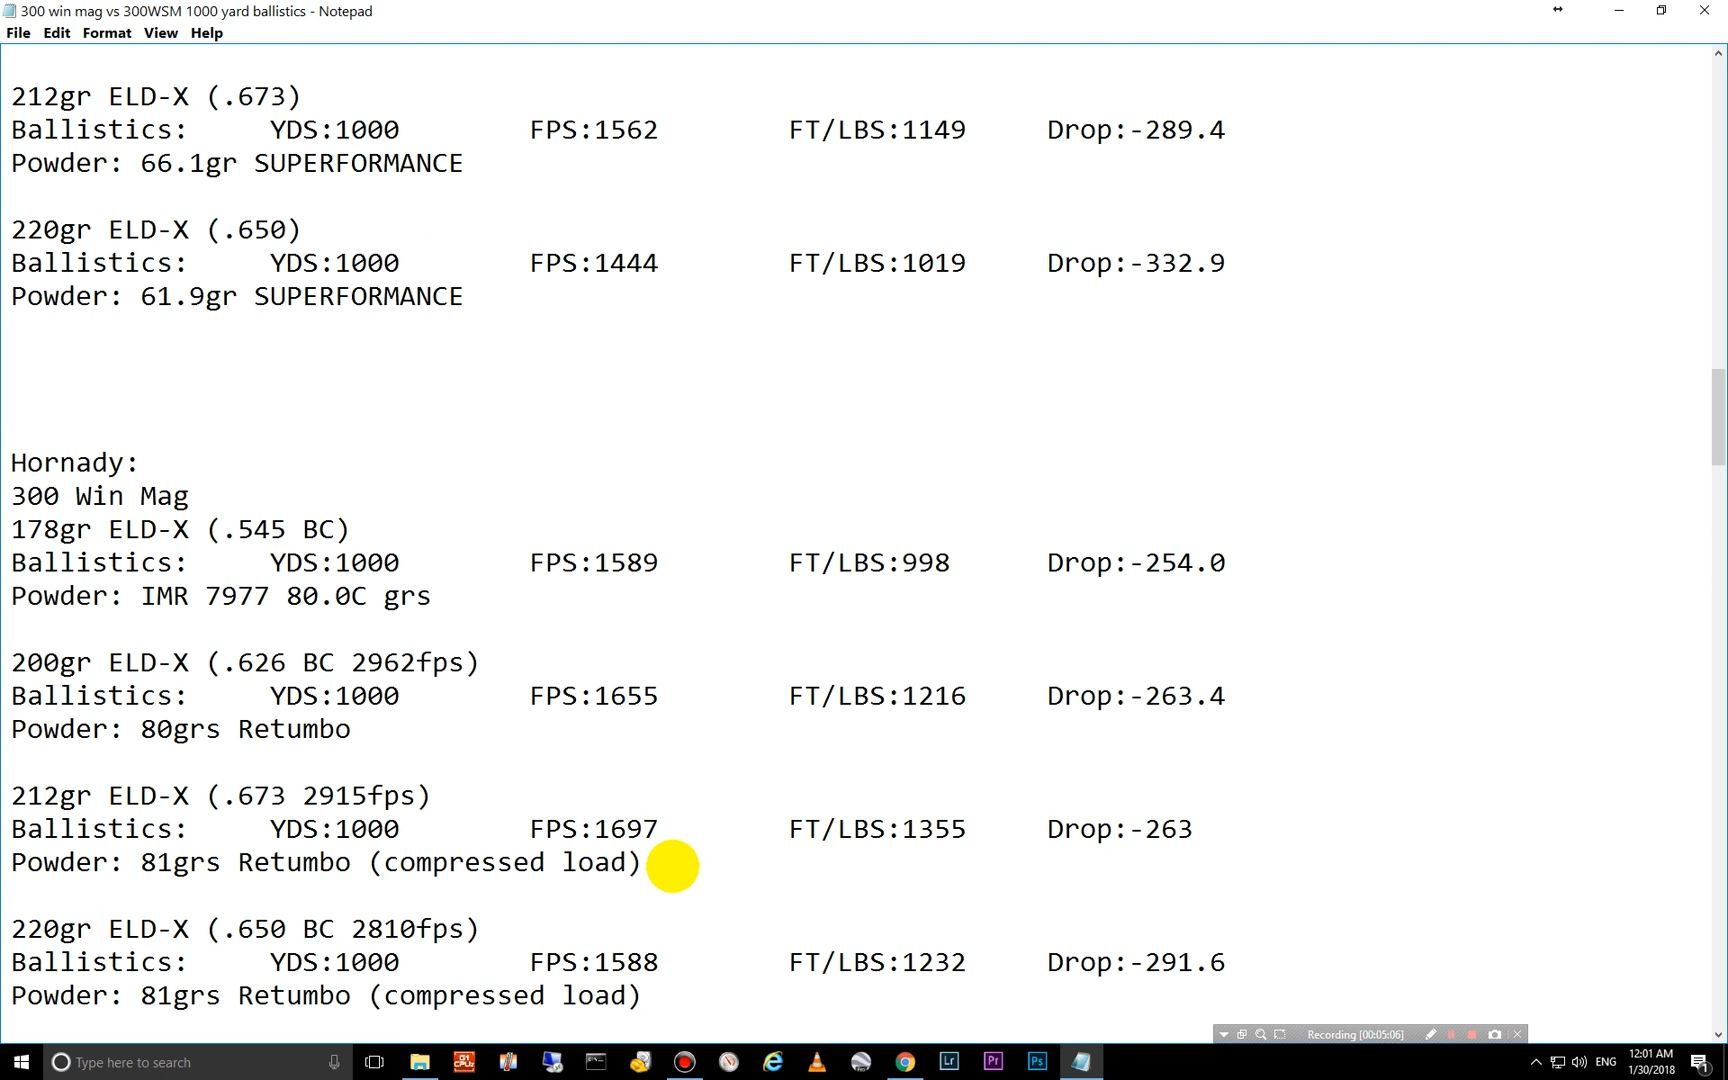 300 win mag vs 300WSM 1000 yard ballistics - Notepad
File Edit Format View Help
212gr ELD-X (.673)
Ballistics: YDS:1000 FPS:1562 FT/LBS:1149 Drop:-289.4
Powder: 66.1gr SUPERFORMANCE
220gr ELD-X (.650)
Ballistics: YDS:1000 FPS:1444 FT/LBS:1019 Drop:-332.9
Powder: 61.9gr SUPERFORMANCE
Hornady:
300 Win Mag
178gr ELD-X (.545 BC)
Ballistics: YDS:1000 FPS:1589 FT/LBS:998 Drop:-254.0
Powder: IMR 7977 80.0C grs
200gr ELD-X (.626 BC 2962fps)
Ballistics: YDS:1000 FPS:1655 FT/LBS:1216 Drop:-263.4
Powder: 80grs Retumbo
212gr ELD-X (.673 2915fps)
Ballistics: YDS:1000 FPS:1697 FT/LBS:1355 Drop:-263
Powder: 81grs Retumbo (compressed load)
220gr ELD-X (.650 BC 2810fps)
Ballistics: YDS:1000 FPS:1588 FT/LBS:1232 Drop:-291.6
Powder: 81grs Retumbo (compressed load)
Recording [00:05:06]
Type here to search
Lr Pr Ps
ENG
12:01 AM
1/30/2018
1